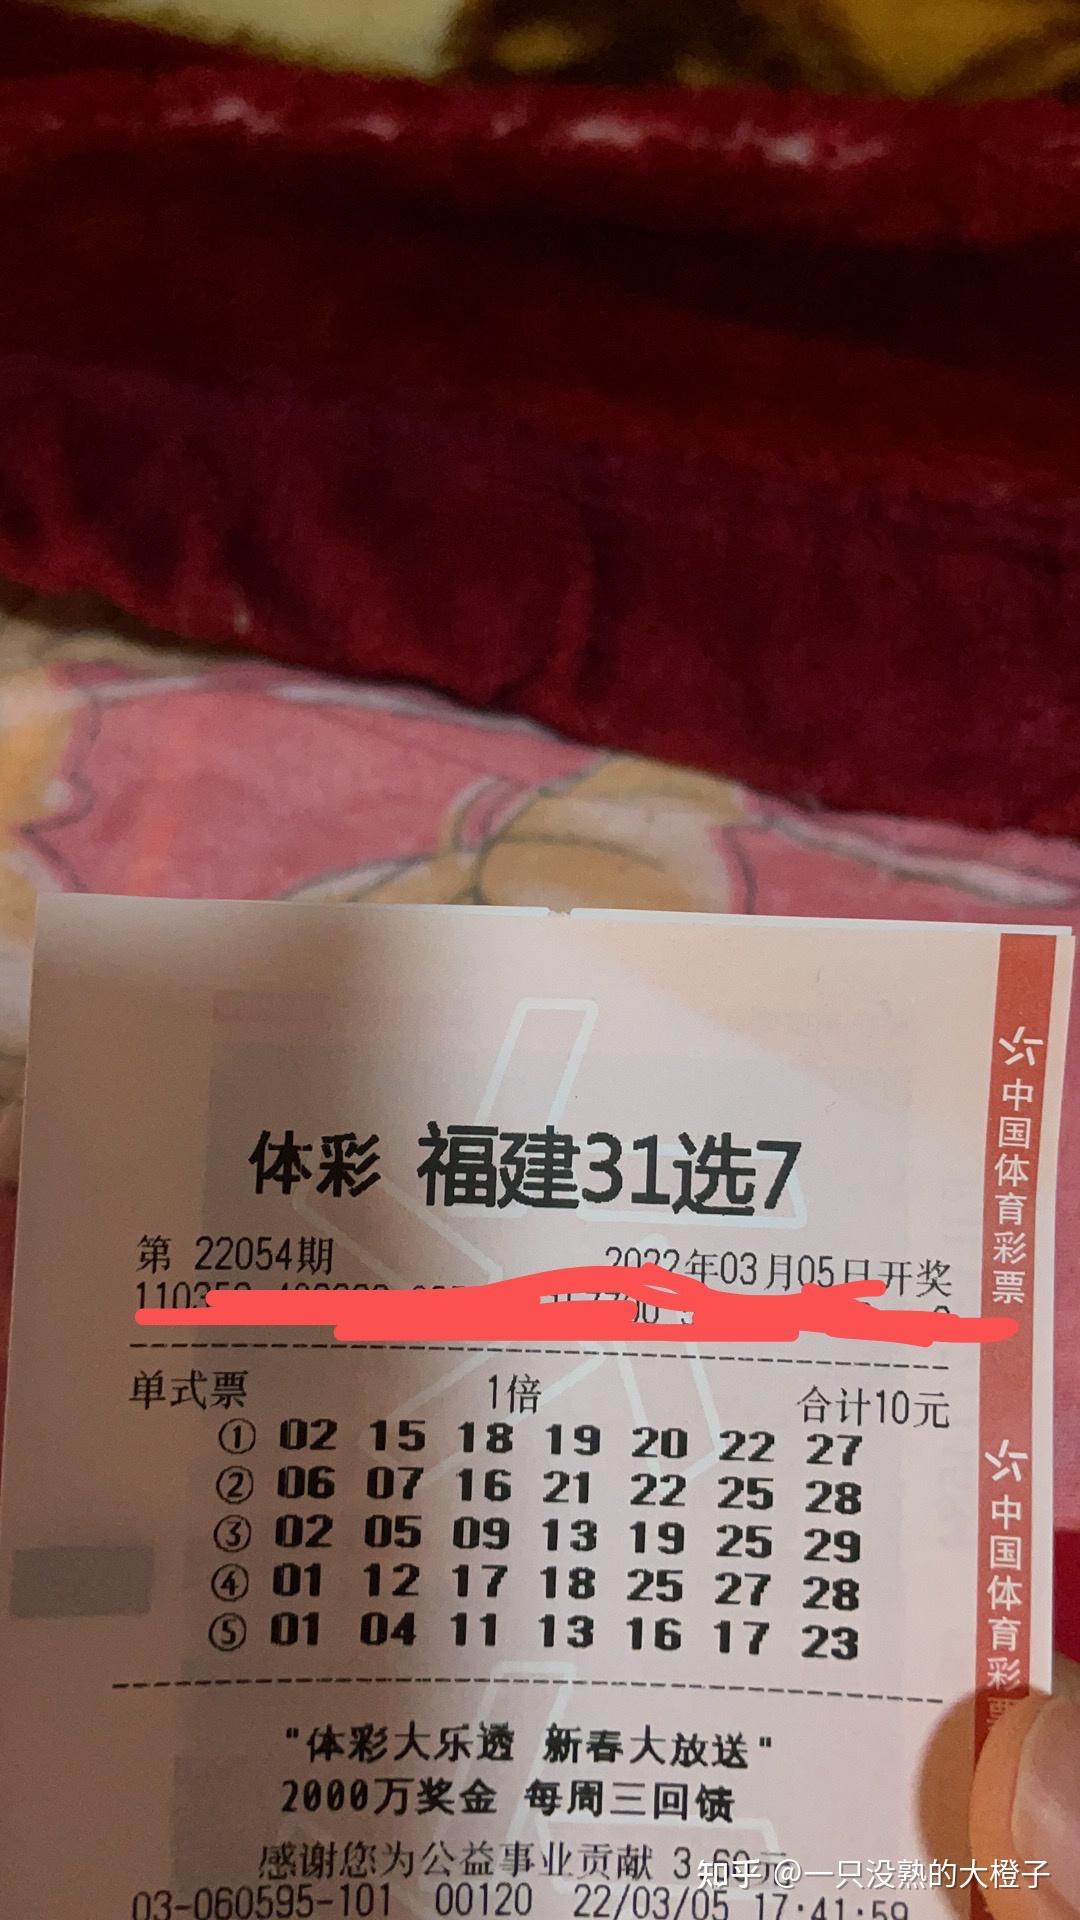 体彩 福建31选7
第 22054期 2022年03月05日开奖
单式票 1倍 合计10元
① 02 15 18 19 20 22 27
② 06 07 16 21 22 25 28
③ 02 05 09 13 19 25 29
④ 01 12 17 18 25 27 28
⑤ 01 04 11 13 16 17 23
"体彩大乐透 新春大放送"
2000万奖金 每周三回馈
感谢您为公益事业贡献 3.60元
03-060595-101 00120 22/03/05 17:41:59
中国体育彩票
中国体育彩票
知乎 @一只没熟的大橙子